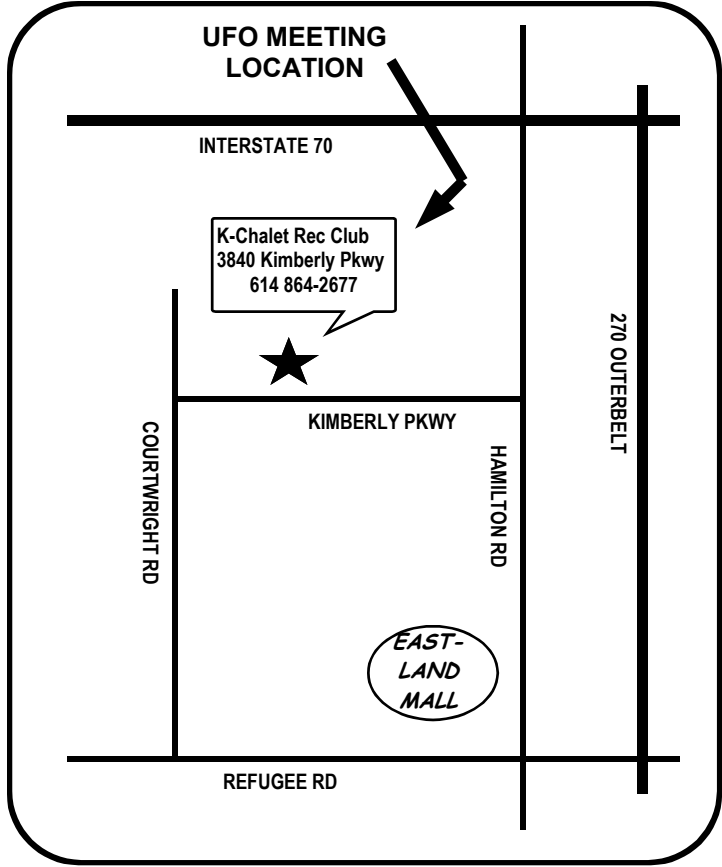 UFO MEETING
LOCATION
INTERSTATE 70
K-Chalet Rec Club
3840 Kimberly Pkwy
614 864-2677
270 OUTERBELT
KIMBERLY PKWY
COURTWRIGHT RD
HAMILTON RD
EAST-
LAND
MALL
REFUGEE RD